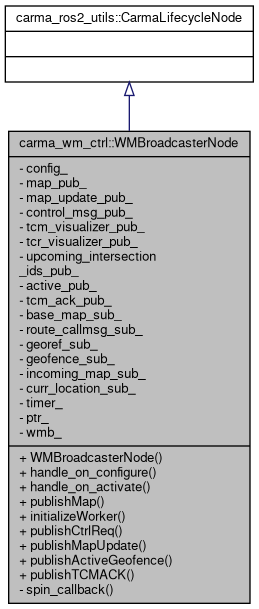 carma_ros2_utils::CarmaLifecycleNode
carma_wm_ctrl::WMBroadcasterNode
- config_
- map_pub_
- map_update_pub_
- control_msg_pub_
- tcm_visualizer_pub_
- tcr_visualizer_pub_
- upcoming_intersection
_ids_pub_
- active_pub_
- tcm_ack_pub_
- base_map_sub_
- route_callmsg_sub_
- georef_sub_
- geofence_sub_
- incoming_map_sub_
- curr_location_sub_
- timer_
- ptr_
- wmb_
+ WMBroadcasterNode()
+ handle_on_configure()
+ handle_on_activate()
+ publishMap()
+ initializeWorker()
+ publishCtrlReq()
+ publishMapUpdate()
+ publishActiveGeofence()
+ publishTCMACK()
- spin_callback()